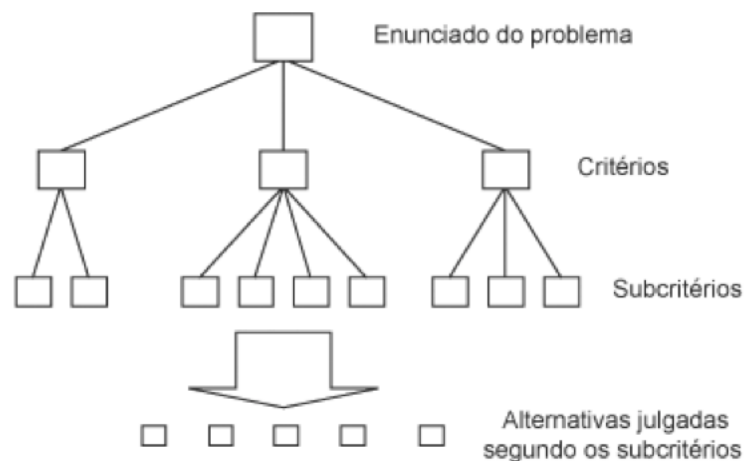 Enunciado do problema
Critérios
Subcritérios
Alternativas julgadas
segundo os subcritérios